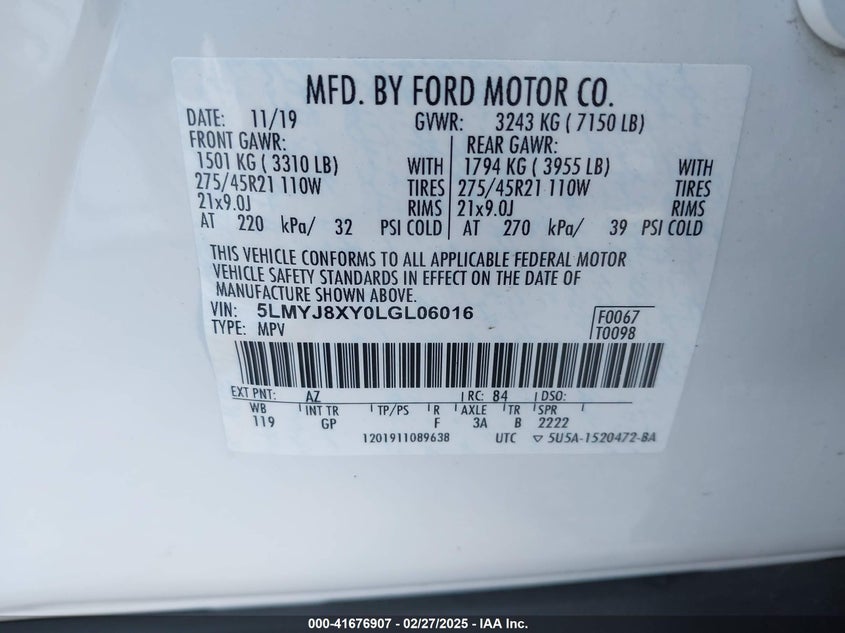 MFD. BY FORD MOTOR CO.
DATE: 11/19 GVWR: 3243 KG ( 7150 LB)
FRONT GAWR: REAR GAWR:
1501 KG ( 3310 LB) WITH 1794 KG ( 3955 LB) WITH
275/45R21 110W TIRES 275/45R21 110W TIRES
21x9.0J RIMS 21x9.0J RIMS
AT 220 kPa/ 32 PSI COLD AT 270 kPa/ 39 PSI COLD
THIS VEHICLE CONFORMS TO ALL APPLICABLE FEDERAL MOTOR
VEHICLE SAFETY STANDARDS IN EFFECT ON THE DATE OF
MANUFACTURE SHOWN ABOVE.
VIN: 5LMYJ8XY0LGL06016 F0067
TYPE: MPV T0098
EXT PNT: AZ RC: 84 DSO:
WB INT TR TP/PS R AXLE TR SPR
119 GP F 3A B 2222
1201911089638 UTC ▽ 5U5A-1520472-BA
000-41676907 / 02/27/2025 - IAA Inc.